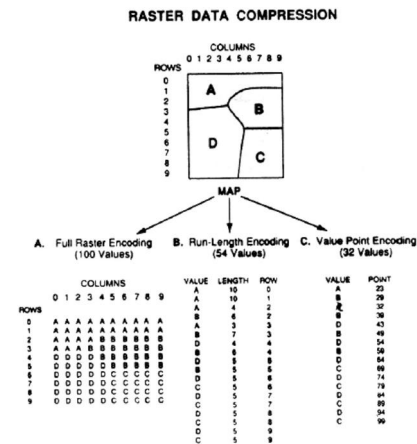 RASTER DATA COMPRESSION
COLUMNS
0 1 2 3 4 5 6 7 8 9
ROWS
0
1
2
3
4
5
6
7
8
9
A
B
D
C
MAP
A. Full Raster Encoding
(100 Values)
COLUMNS
0 1 2 3 4 5 6 7 8 9
ROWS
0 A A A A A A A A A A
1 A A A A A A A A A A
2 A A A A B B B B B B
3 A A A B B B B B B B
4 D D D D B B B B B B
5 D D D D D B B B B B
6 D D D D D C C C C C
7 D D D D D C C C C C
8 D D D D D C C C C C
9 D D D D D C C C C C
B. Run-Length Encoding
(54 Values)
VALUE LENGTH ROW
A 10 0
A 10 1
A 4 2
B 6 2
A 3 3
B 7 3
D 4 4
B 6 4
D 5 5
B 5 5
D 5 6
C 5 6
D 5 7
C 5 7
D 5 8
C 5 8
D 5 9
C 5 9
C. Value Point Encoding
(32 Values)
VALUE POINT
A 23
B 29
A 32
B 39
D 43
B 49
D 54
B 59
D 64
C 69
D 74
C 79
D 84
C 89
D 94
C 99